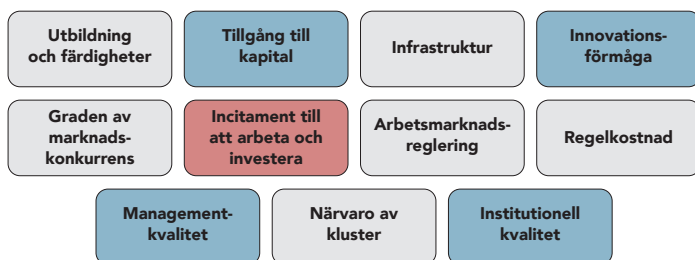 Utbildning
och färdigheter
Tillgång till
kapital
Infrastruktur
Innovations-
förmåga
Graden av
marknads-
konkurrens
Incitament till
att arbeta och
investera
Arbetsmarknads-
reglering
Regelkostnad
Management-
kvalitet
Närvaro av
kluster
Institutionell
kvalitet